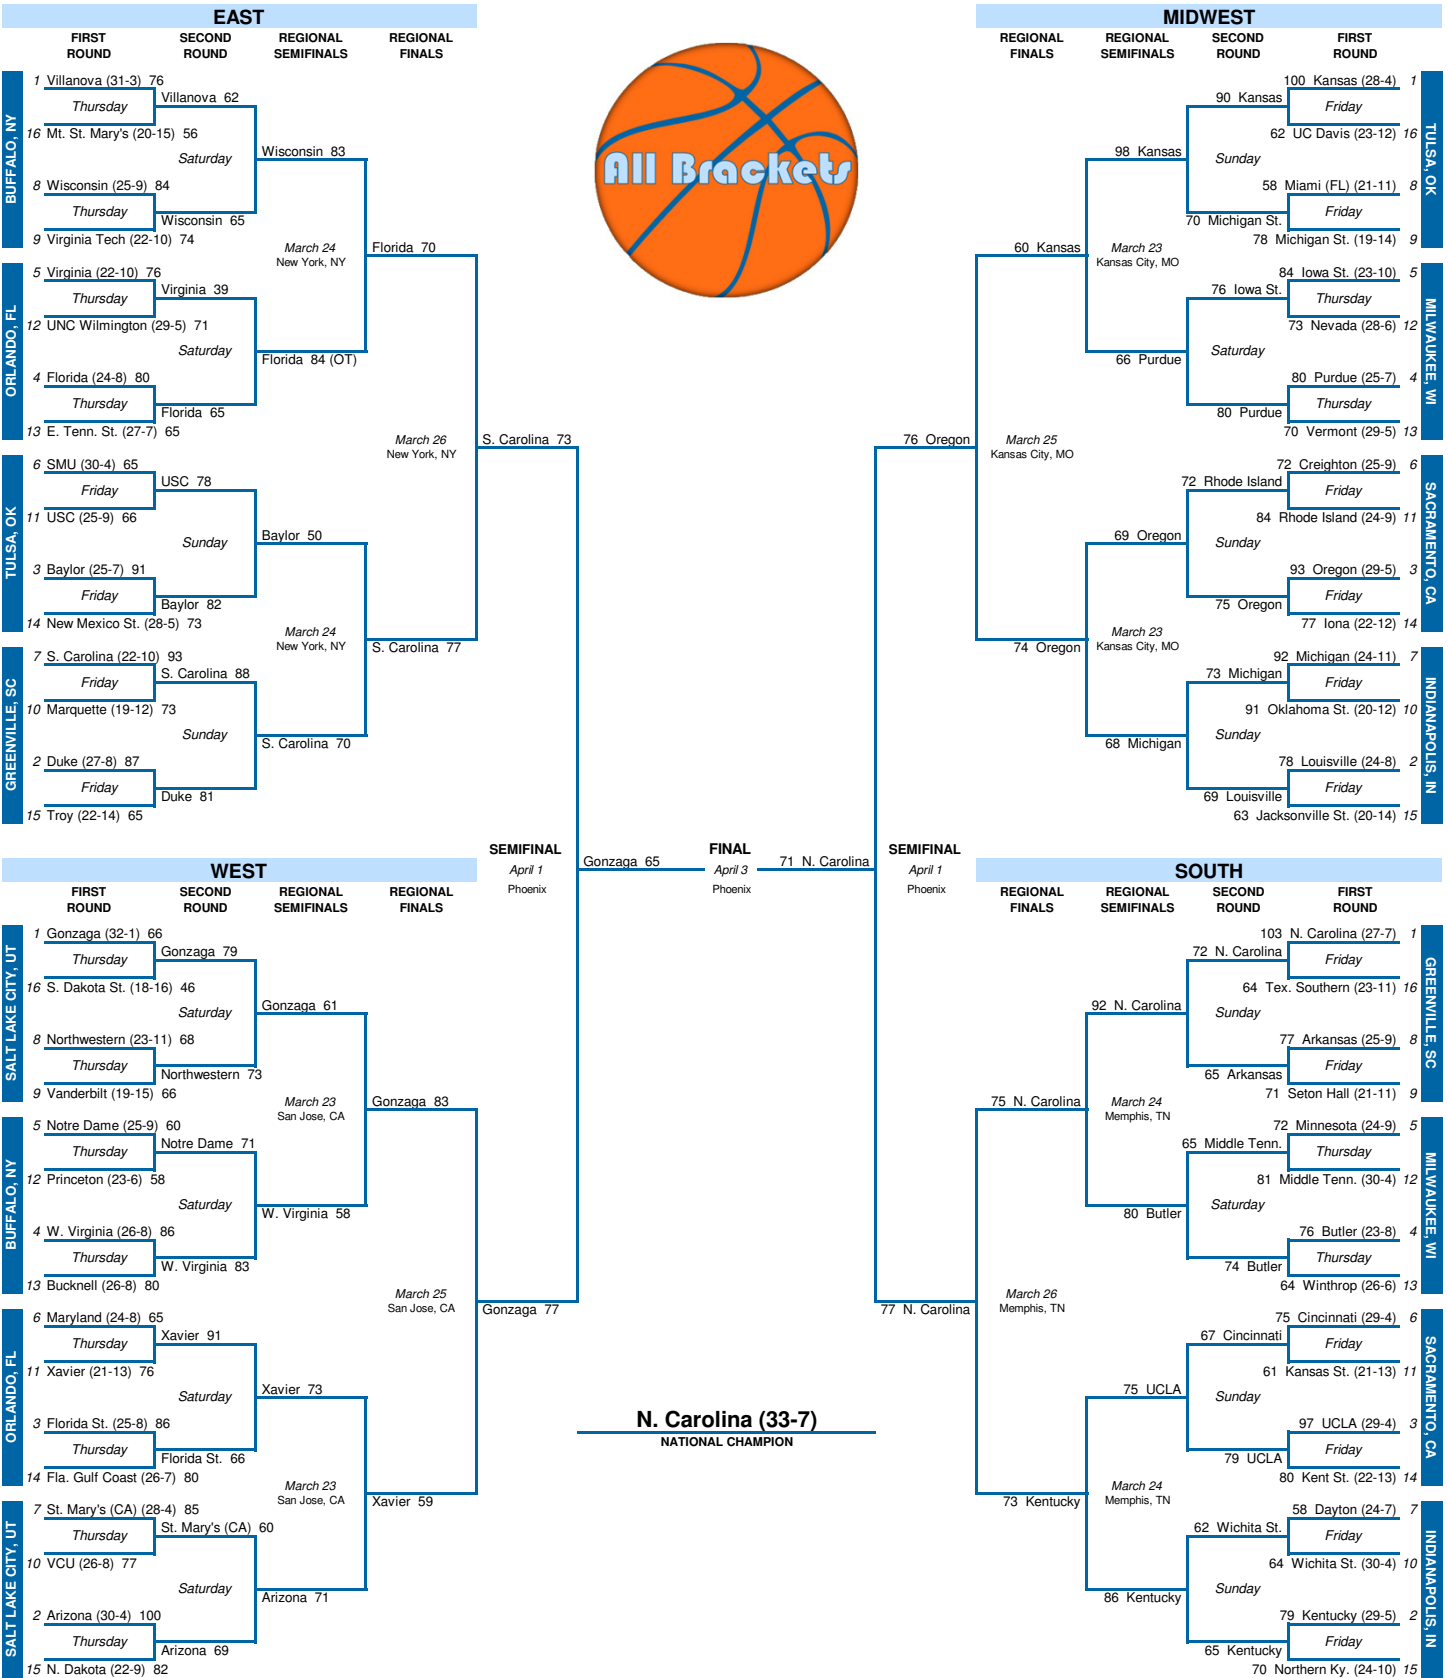 EAST
FIRST ROUND
SECOND ROUND
REGIONAL SEMIFINALS
REGIONAL FINALS
BUFFALO, NY
1 Villanova (31-3) 76
Thursday
Villanova 62
16 Mt. St. Mary's (20-15) 56
Saturday
Wisconsin 83
8 Wisconsin (25-9) 84
Thursday
Wisconsin 65
9 Virginia Tech (22-10) 74
March 24
New York, NY
Florida 70
ORLANDO, FL
5 Virginia (22-10) 76
Thursday
Virginia 39
12 UNC Wilmington (29-5) 71
Saturday
Florida 84 (OT)
4 Florida (24-8) 80
Thursday
Florida 65
13 E. Tenn. St. (27-7) 65
March 26
New York, NY
S. Carolina 73
TULSA, OK
6 SMU (30-4) 65
Friday
USC 78
11 USC (25-9) 66
Sunday
Baylor 50
3 Baylor (25-7) 91
Friday
Baylor 82
14 New Mexico St. (28-5) 73
March 24
New York, NY
S. Carolina 77
GREENVILLE, SC
7 S. Carolina (22-10) 93
Friday
S. Carolina 88
10 Marquette (19-12) 73
Sunday
S. Carolina 70
2 Duke (27-8) 87
Friday
Duke 81
15 Troy (22-14) 65
All Brackets
MIDWEST
REGIONAL FINALS
REGIONAL SEMIFINALS
SECOND ROUND
FIRST ROUND
TULSA, OK
100 Kansas (28-4) 1
90 Kansas
Friday
62 UC Davis (23-12) 16
98 Kansas
Sunday
58 Miami (FL) (21-11) 8
Friday
70 Michigan St.
78 Michigan St. (19-14) 9
60 Kansas
March 23
Kansas City, MO
MILWAUKEE, WI
84 Iowa St. (23-10) 5
76 Iowa St.
Thursday
73 Nevada (28-6) 12
Saturday
66 Purdue
80 Purdue (25-7) 4
Thursday
80 Purdue
70 Vermont (29-5) 13
76 Oregon
March 25
Kansas City, MO
SACRAMENTO, CA
72 Creighton (25-9) 6
72 Rhode Island
Friday
84 Rhode Island (24-9) 11
69 Oregon
Sunday
93 Oregon (29-5) 3
Friday
75 Oregon
77 Iona (22-12) 14
March 23
Kansas City, MO
74 Oregon
INDIANAPOLIS, IN
92 Michigan (24-11) 7
73 Michigan
Friday
91 Oklahoma St. (20-12) 10
Sunday
68 Michigan
78 Louisville (24-8) 2
Friday
69 Louisville
63 Jacksonville St. (20-14) 15
SEMIFINAL
April 1
Phoenix
Gonzaga 65
FINAL
April 3
Phoenix
71 N. Carolina
SEMIFINAL
April 1
Phoenix
WEST
FIRST ROUND
SECOND ROUND
REGIONAL SEMIFINALS
REGIONAL FINALS
SALT LAKE CITY, UT
1 Gonzaga (32-1) 66
Thursday
Gonzaga 79
16 S. Dakota St. (18-16) 46
Saturday
Gonzaga 61
8 Northwestern (23-11) 68
Thursday
Northwestern 73
9 Vanderbilt (19-15) 66
March 23
San Jose, CA
Gonzaga 83
BUFFALO, NY
5 Notre Dame (25-9) 60
Thursday
Notre Dame 71
12 Princeton (23-6) 58
Saturday
W. Virginia 58
4 W. Virginia (26-8) 86
Thursday
W. Virginia 83
13 Bucknell (26-8) 80
March 25
San Jose, CA
Gonzaga 77
ORLANDO, FL
6 Maryland (24-8) 65
Thursday
Xavier 91
11 Xavier (21-13) 76
Saturday
Xavier 73
3 Florida St. (25-8) 86
Thursday
Florida St. 66
14 Fla. Gulf Coast (26-7) 80
March 23
San Jose, CA
Xavier 59
SALT LAKE CITY, UT
7 St. Mary's (CA) (28-4) 85
Thursday
St. Mary's (CA) 60
10 VCU (26-8) 77
Saturday
Arizona 71
2 Arizona (30-4) 100
Thursday
Arizona 69
15 N. Dakota (22-9) 82
N. Carolina (33-7)
NATIONAL CHAMPION
SOUTH
REGIONAL FINALS
REGIONAL SEMIFINALS
SECOND ROUND
FIRST ROUND
GREENVILLE, SC
103 N. Carolina (27-7) 1
72 N. Carolina
Friday
64 Tex. Southern (23-11) 16
92 N. Carolina
Sunday
77 Arkansas (25-9) 8
Friday
65 Arkansas
71 Seton Hall (21-11) 9
75 N. Carolina
March 24
Memphis, TN
MILWAUKEE, WI
72 Minnesota (24-9) 5
65 Middle Tenn.
Thursday
81 Middle Tenn. (30-4) 12
Saturday
80 Butler
76 Butler (23-8) 4
Thursday
74 Butler
64 Winthrop (26-6) 13
77 N. Carolina
March 26
Memphis, TN
SACRAMENTO, CA
75 Cincinnati (29-4) 6
67 Cincinnati
Friday
61 Kansas St. (21-13) 11
75 UCLA
Sunday
97 UCLA (29-4) 3
Friday
79 UCLA
80 Kent St. (22-13) 14
March 24
Memphis, TN
73 Kentucky
INDIANAPOLIS, IN
58 Dayton (24-7) 7
62 Wichita St.
Friday
64 Wichita St. (30-4) 10
Sunday
86 Kentucky
79 Kentucky (29-5) 2
Friday
65 Kentucky
70 Northern Ky. (24-10) 15